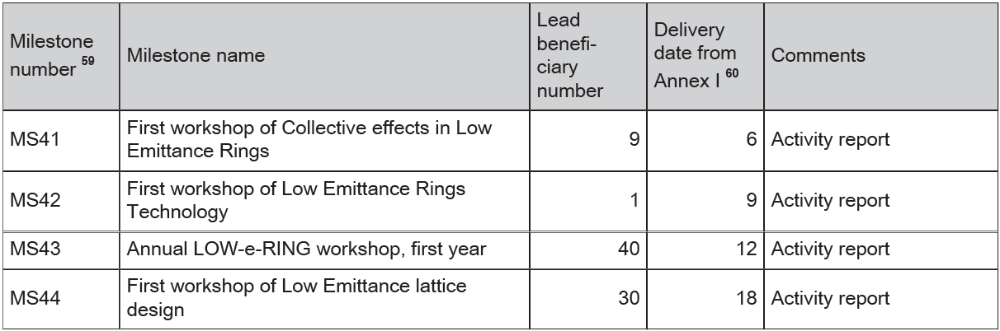 Milestone number 59
Milestone name
Lead benefi-ciary number
Delivery date from Annex I 60
Comments
MS41
First workshop of Collective effects in Low
Emittance Rings
9
6
Activity report
MS42
First workshop of Low Emittance Rings
Technology
1
9
Activity report
MS43
Annual LOW-e-RING workshop, first year
40
12
Activity report
MS44
First workshop of Low Emittance lattice
design
30
18
Activity report